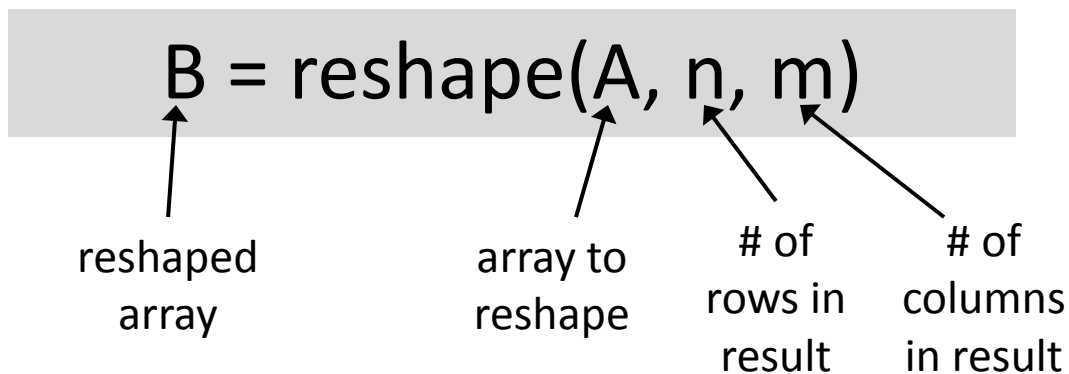 B = reshape(A, n, m)
reshaped
array
array to
reshape
# of
rows in
result
# of
columns
in result